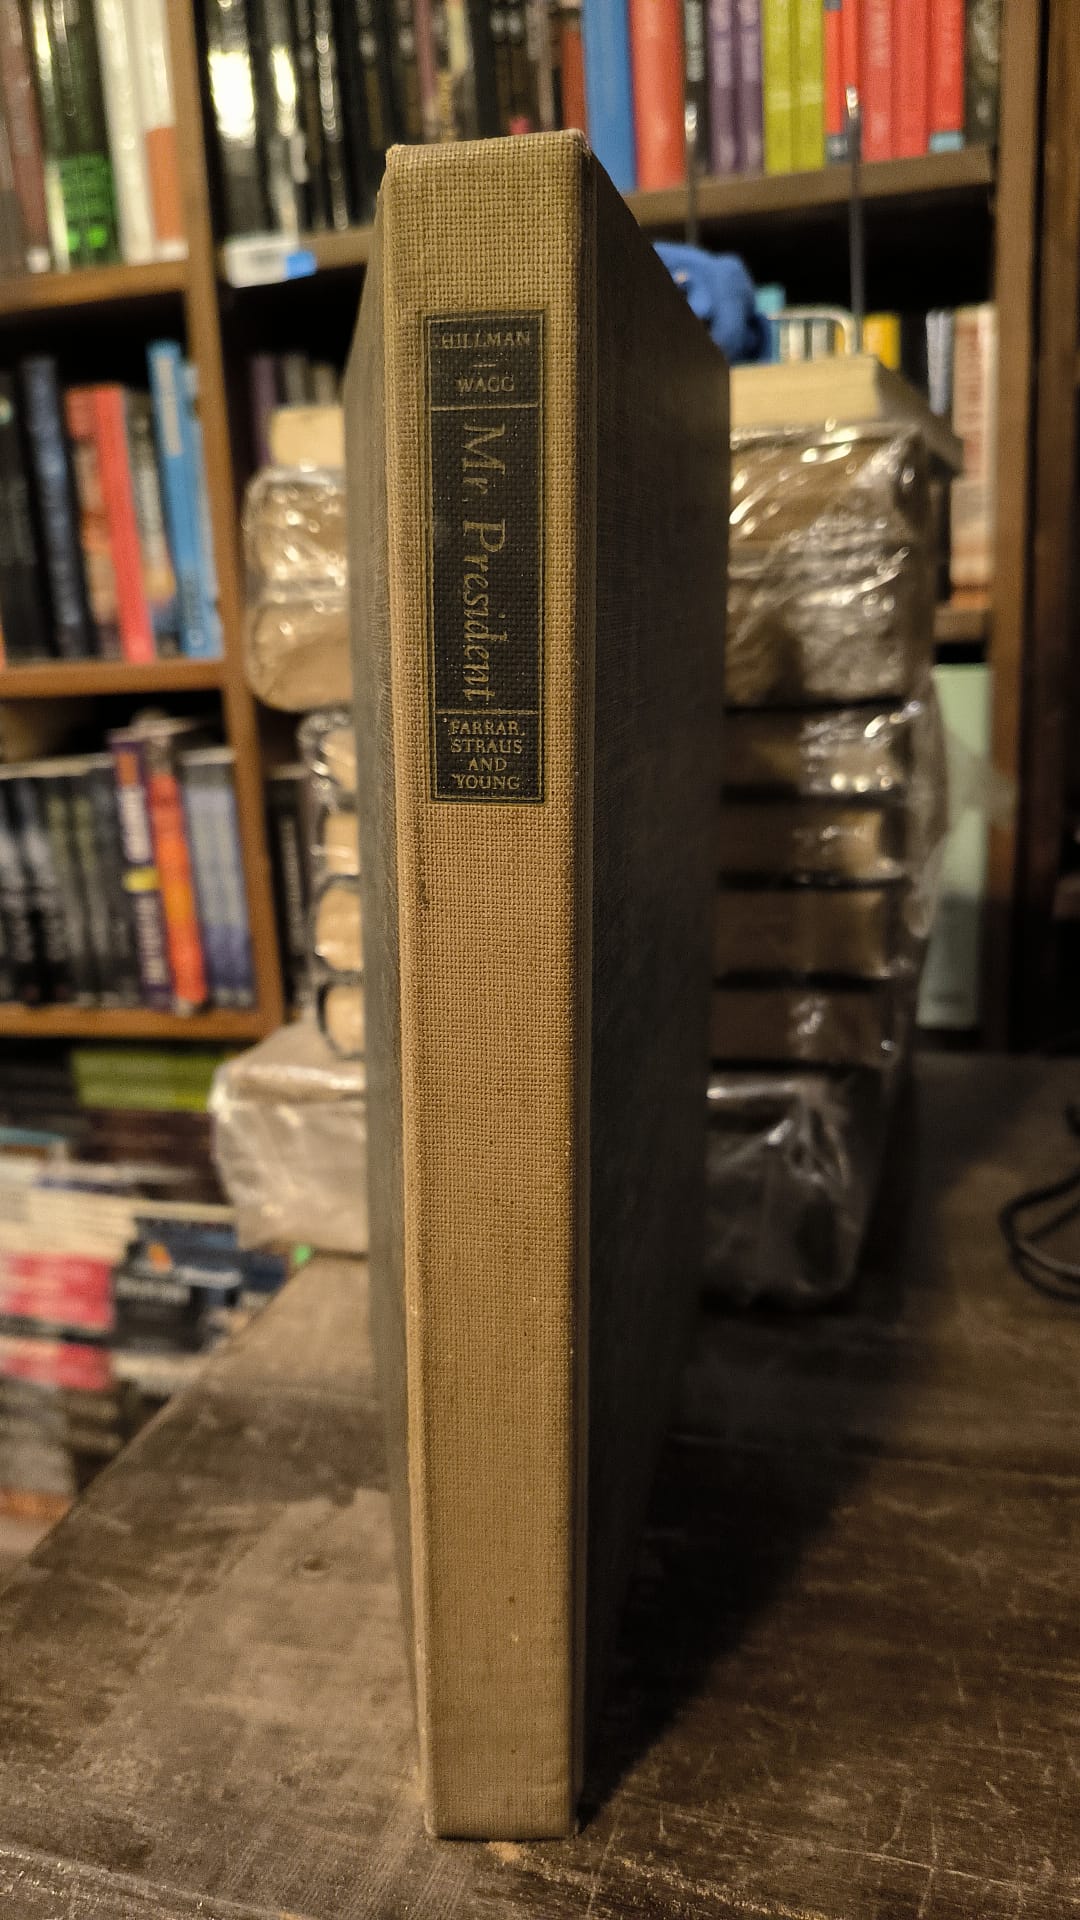 HILLMAN
WAGG
Mr. President
FARRAR,
STRAUS
AND
YOUNG